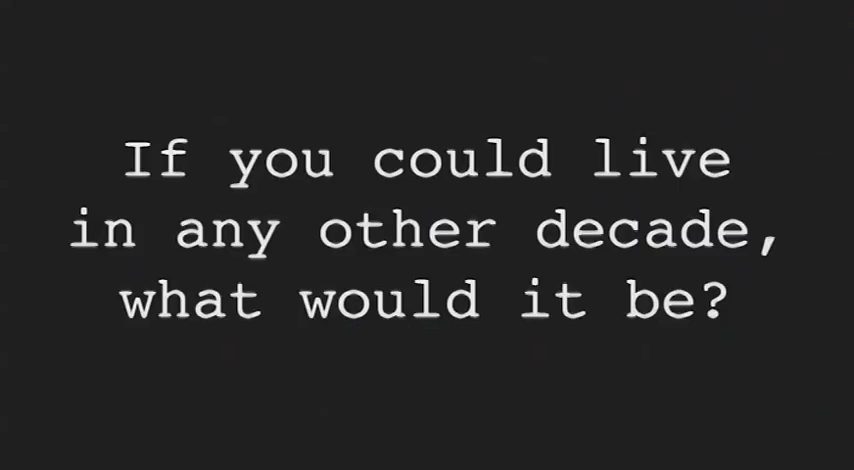 If you could live
in any other decade,
what would it be?